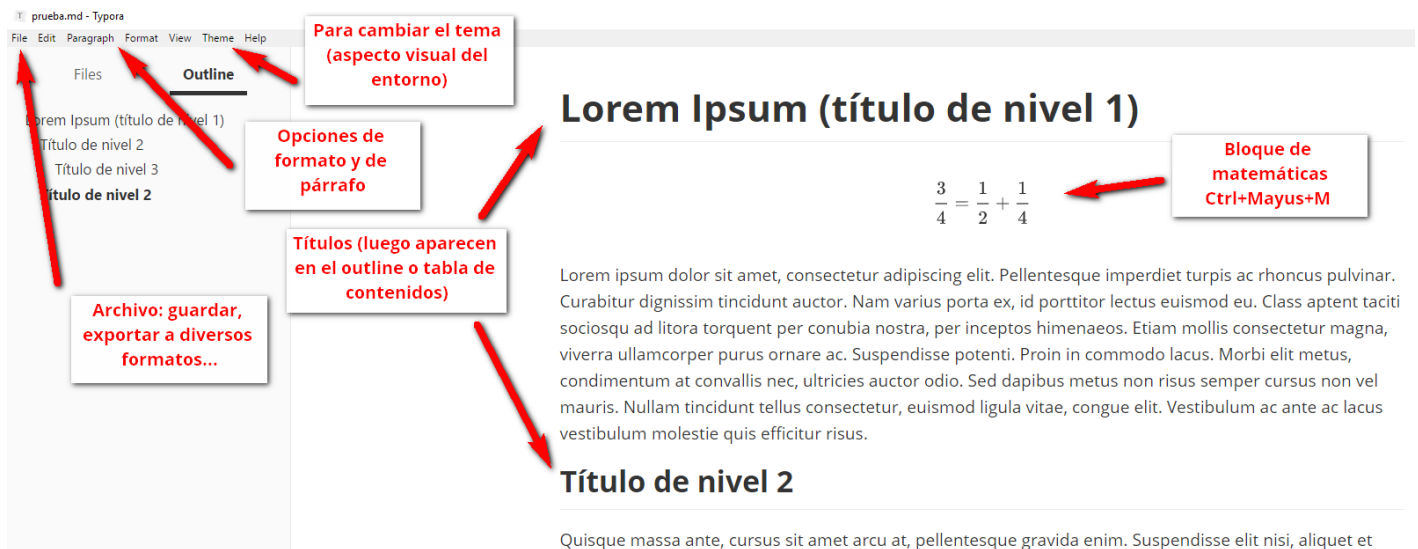 T prueba.md - Typora
File Edit Paragraph Format View Theme Help
Files Outline
Lorem Ipsum (título de nivel 1)
Título de nivel 2
Título de nivel 3
Título de nivel 2
Para cambiar el tema
(aspecto visual del
entorno)
Opciones de
formato y de
párrafo
Títulos (luego aparecen
en el outline o tabla de
contenidos)
Archivo: guardar,
exportar a diversos
formatos...
Lorem Ipsum (título de nivel 1)
3/4 = 1/2 + 1/4
Bloque de
matemáticas
Ctrl+Mayus+M
Lorem ipsum dolor sit amet, consectetur adipiscing elit. Pellentesque imperdiet turpis ac rhoncus pulvinar.
Curabitur dignissim tincidunt auctor. Nam varius porta ex, id porttitor lectus euismod eu. Class aptent taciti
sociosqu ad litora torquent per conubia nostra, per inceptos himenaeos. Etiam mollis consectetur magna,
viverra ullamcorper purus ornare ac. Suspendisse potenti. Proin in commodo lacus. Morbi elit metus,
condimentum at convallis nec, ultricies auctor odio. Sed dapibus metus non risus semper cursus non vel
mauris. Nullam tincidunt tellus consectetur, euismod ligula vitae, congue elit. Vestibulum ac ante ac lacus
vestibulum molestie quis efficitur risus.
Título de nivel 2
Quisque massa ante, cursus sit amet arcu at, pellentesque gravida enim. Suspendisse elit nisi, aliquet et